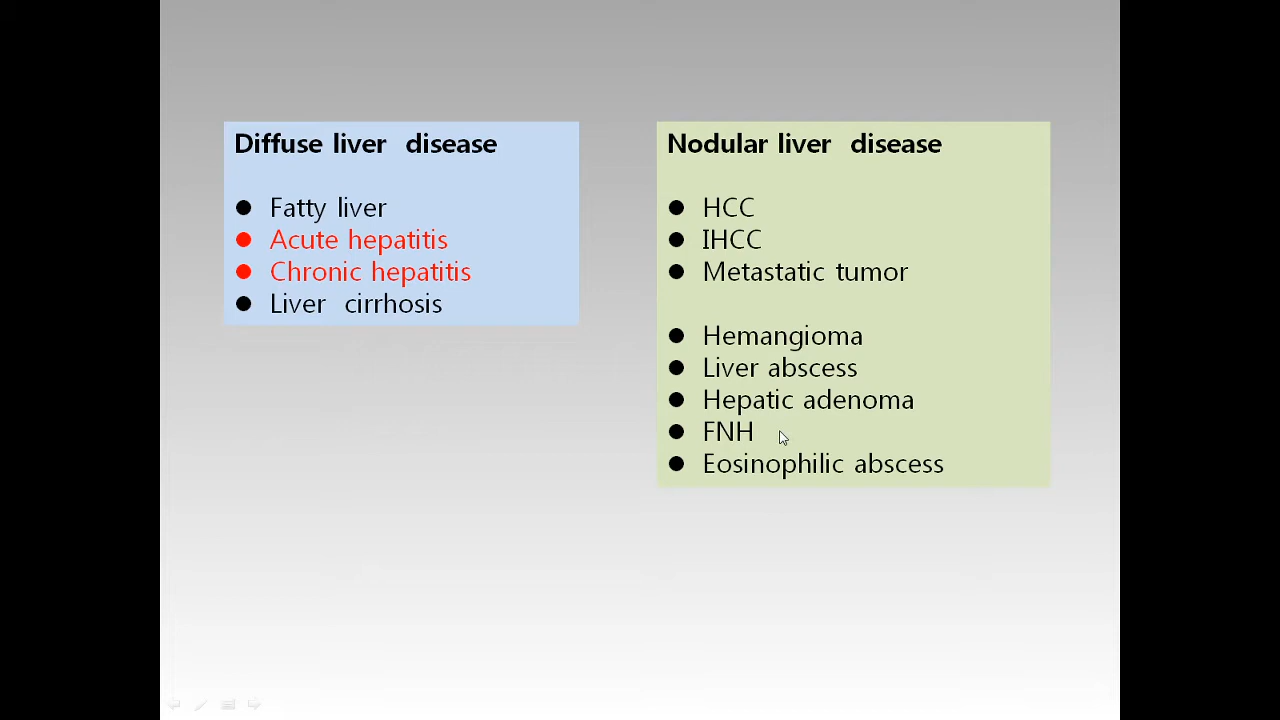 Diffuse liver disease
● Fatty liver
● Acute hepatitis
● Chronic hepatitis
● Liver cirrhosis
Nodular liver disease
● HCC
● IHCC
● Metastatic tumor
● Hemangioma
● Liver abscess
● Hepatic adenoma
● FNH
● Eosinophilic abscess